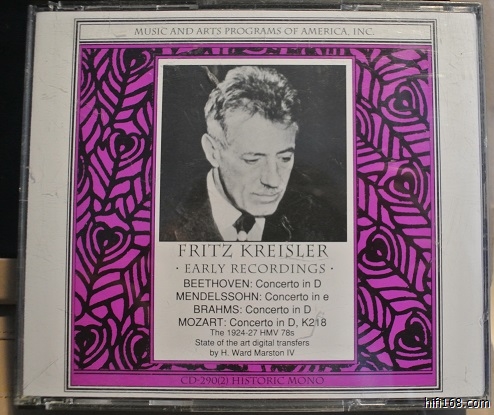 MUSIC AND ARTS PROGRAMS OF AMERICA, INC.
FRITZ KREISLER
· EARLY RECORDINGS ·
BEETHOVEN: Concerto in D
MENDELSSOHN: Concerto in e
BRAHMS: Concerto in D
MOZART: Concerto in D, K218
The 1924-27 HMV 78s
State of the art digital transfers
by H. Ward Marston IV
CD-290(2) HISTORIC MONO
hifi168.com